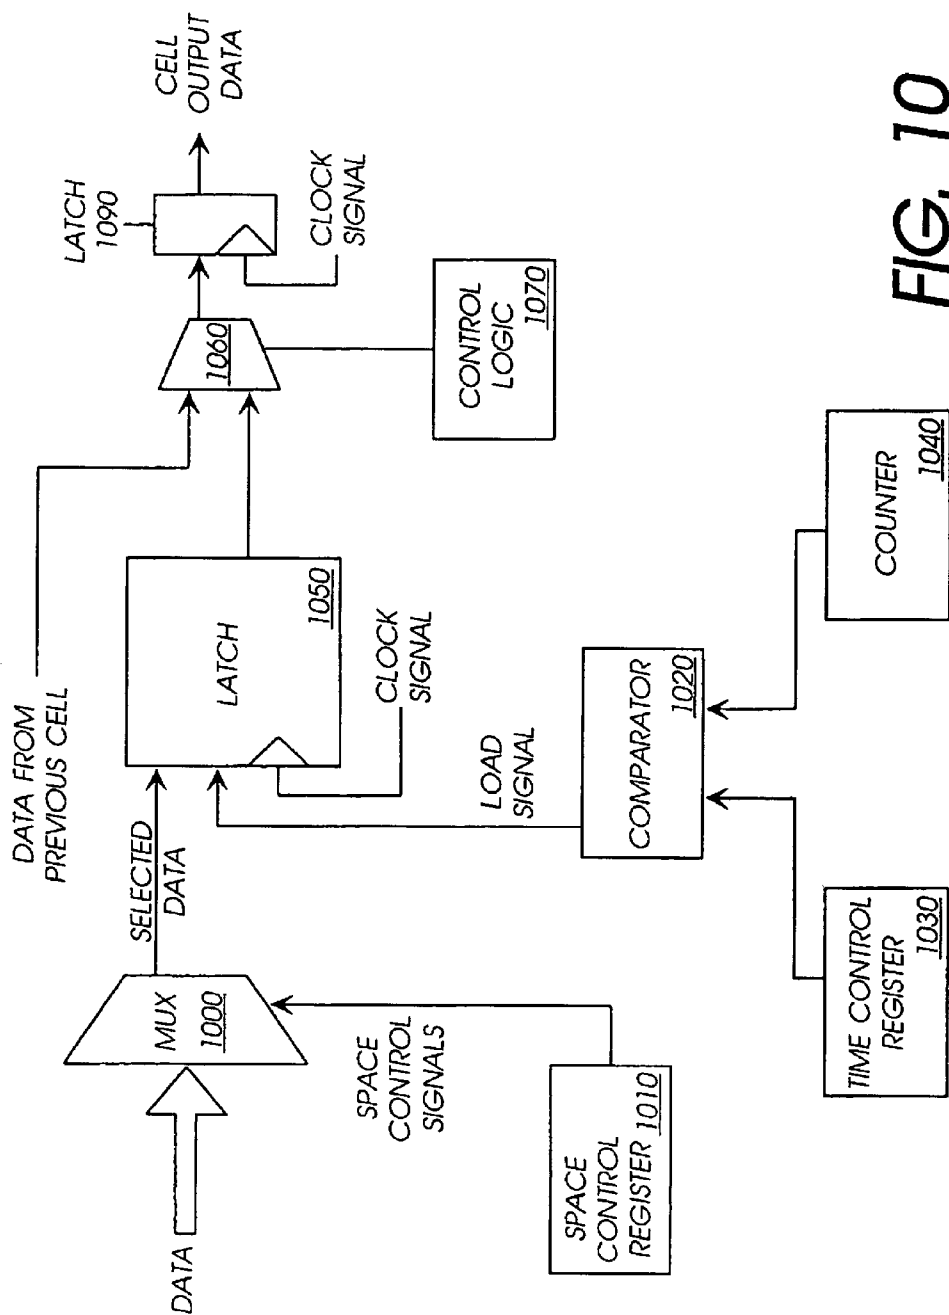 DATA
MUX
1000
SPACE
CONTROL
SIGNALS
SPACE
CONTROL
REGISTER 1010
SELECTED
DATA
DATA FROM
PREVIOUS CELL
LATCH
1050
CLOCK
SIGNAL
LOAD
SIGNAL
COMPARATOR
1020
TIME CONTROL
REGISTER
1030
COUNTER
1040
1060
CONTROL
LOGIC
1070
LATCH
1090
CLOCK
SIGNAL
CELL
OUTPUT
DATA
FIG. 10